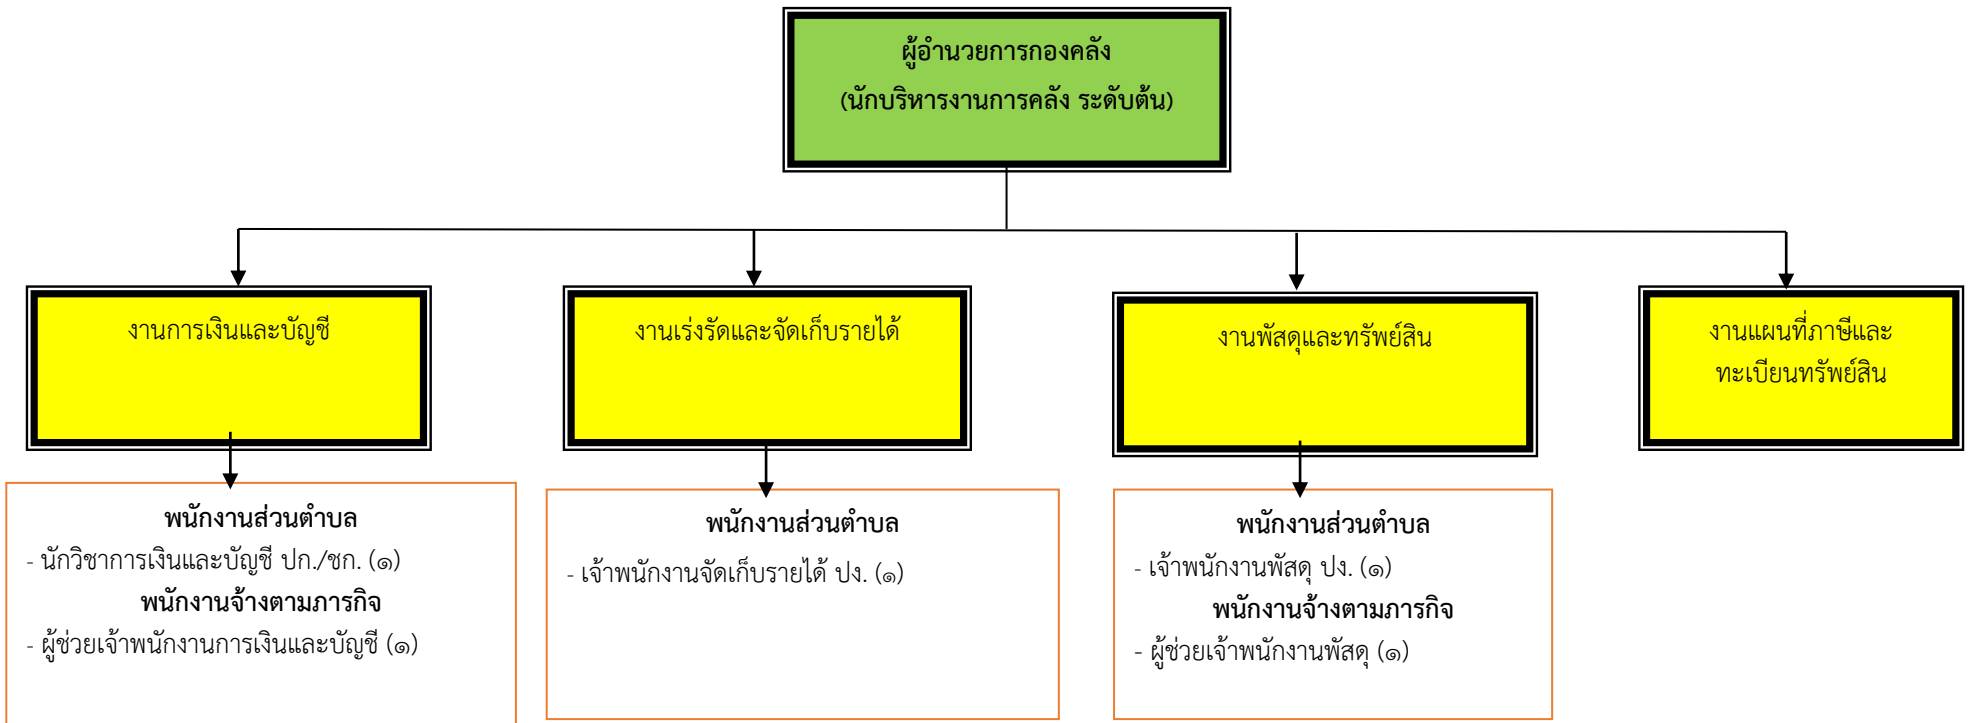 ผู้อำนวยการกองคลัง
(นักบริหารงานการคลัง ระดับต้น)
งานการเงินและบัญชี
งานเร่งรัดและจัดเก็บรายได้
งานพัสดุและทรัพย์สิน
งานแผนที่ภาษีและ
ทะเบียนทรัพย์สิน
พนักงานส่วนตำบล
- นักวิชาการเงินและบัญชี ปก./ชก. (๑)
พนักงานจ้างตามภารกิจ
- ผู้ช่วยเจ้าพนักงานการเงินและบัญชี (๑)
พนักงานส่วนตำบล
- เจ้าพนักงานจัดเก็บรายได้ ปง. (๑)
พนักงานส่วนตำบล
- เจ้าพนักงานพัสดุ ปง. (๑)
พนักงานจ้างตามภารกิจ
- ผู้ช่วยเจ้าพนักงานพัสดุ (๑)